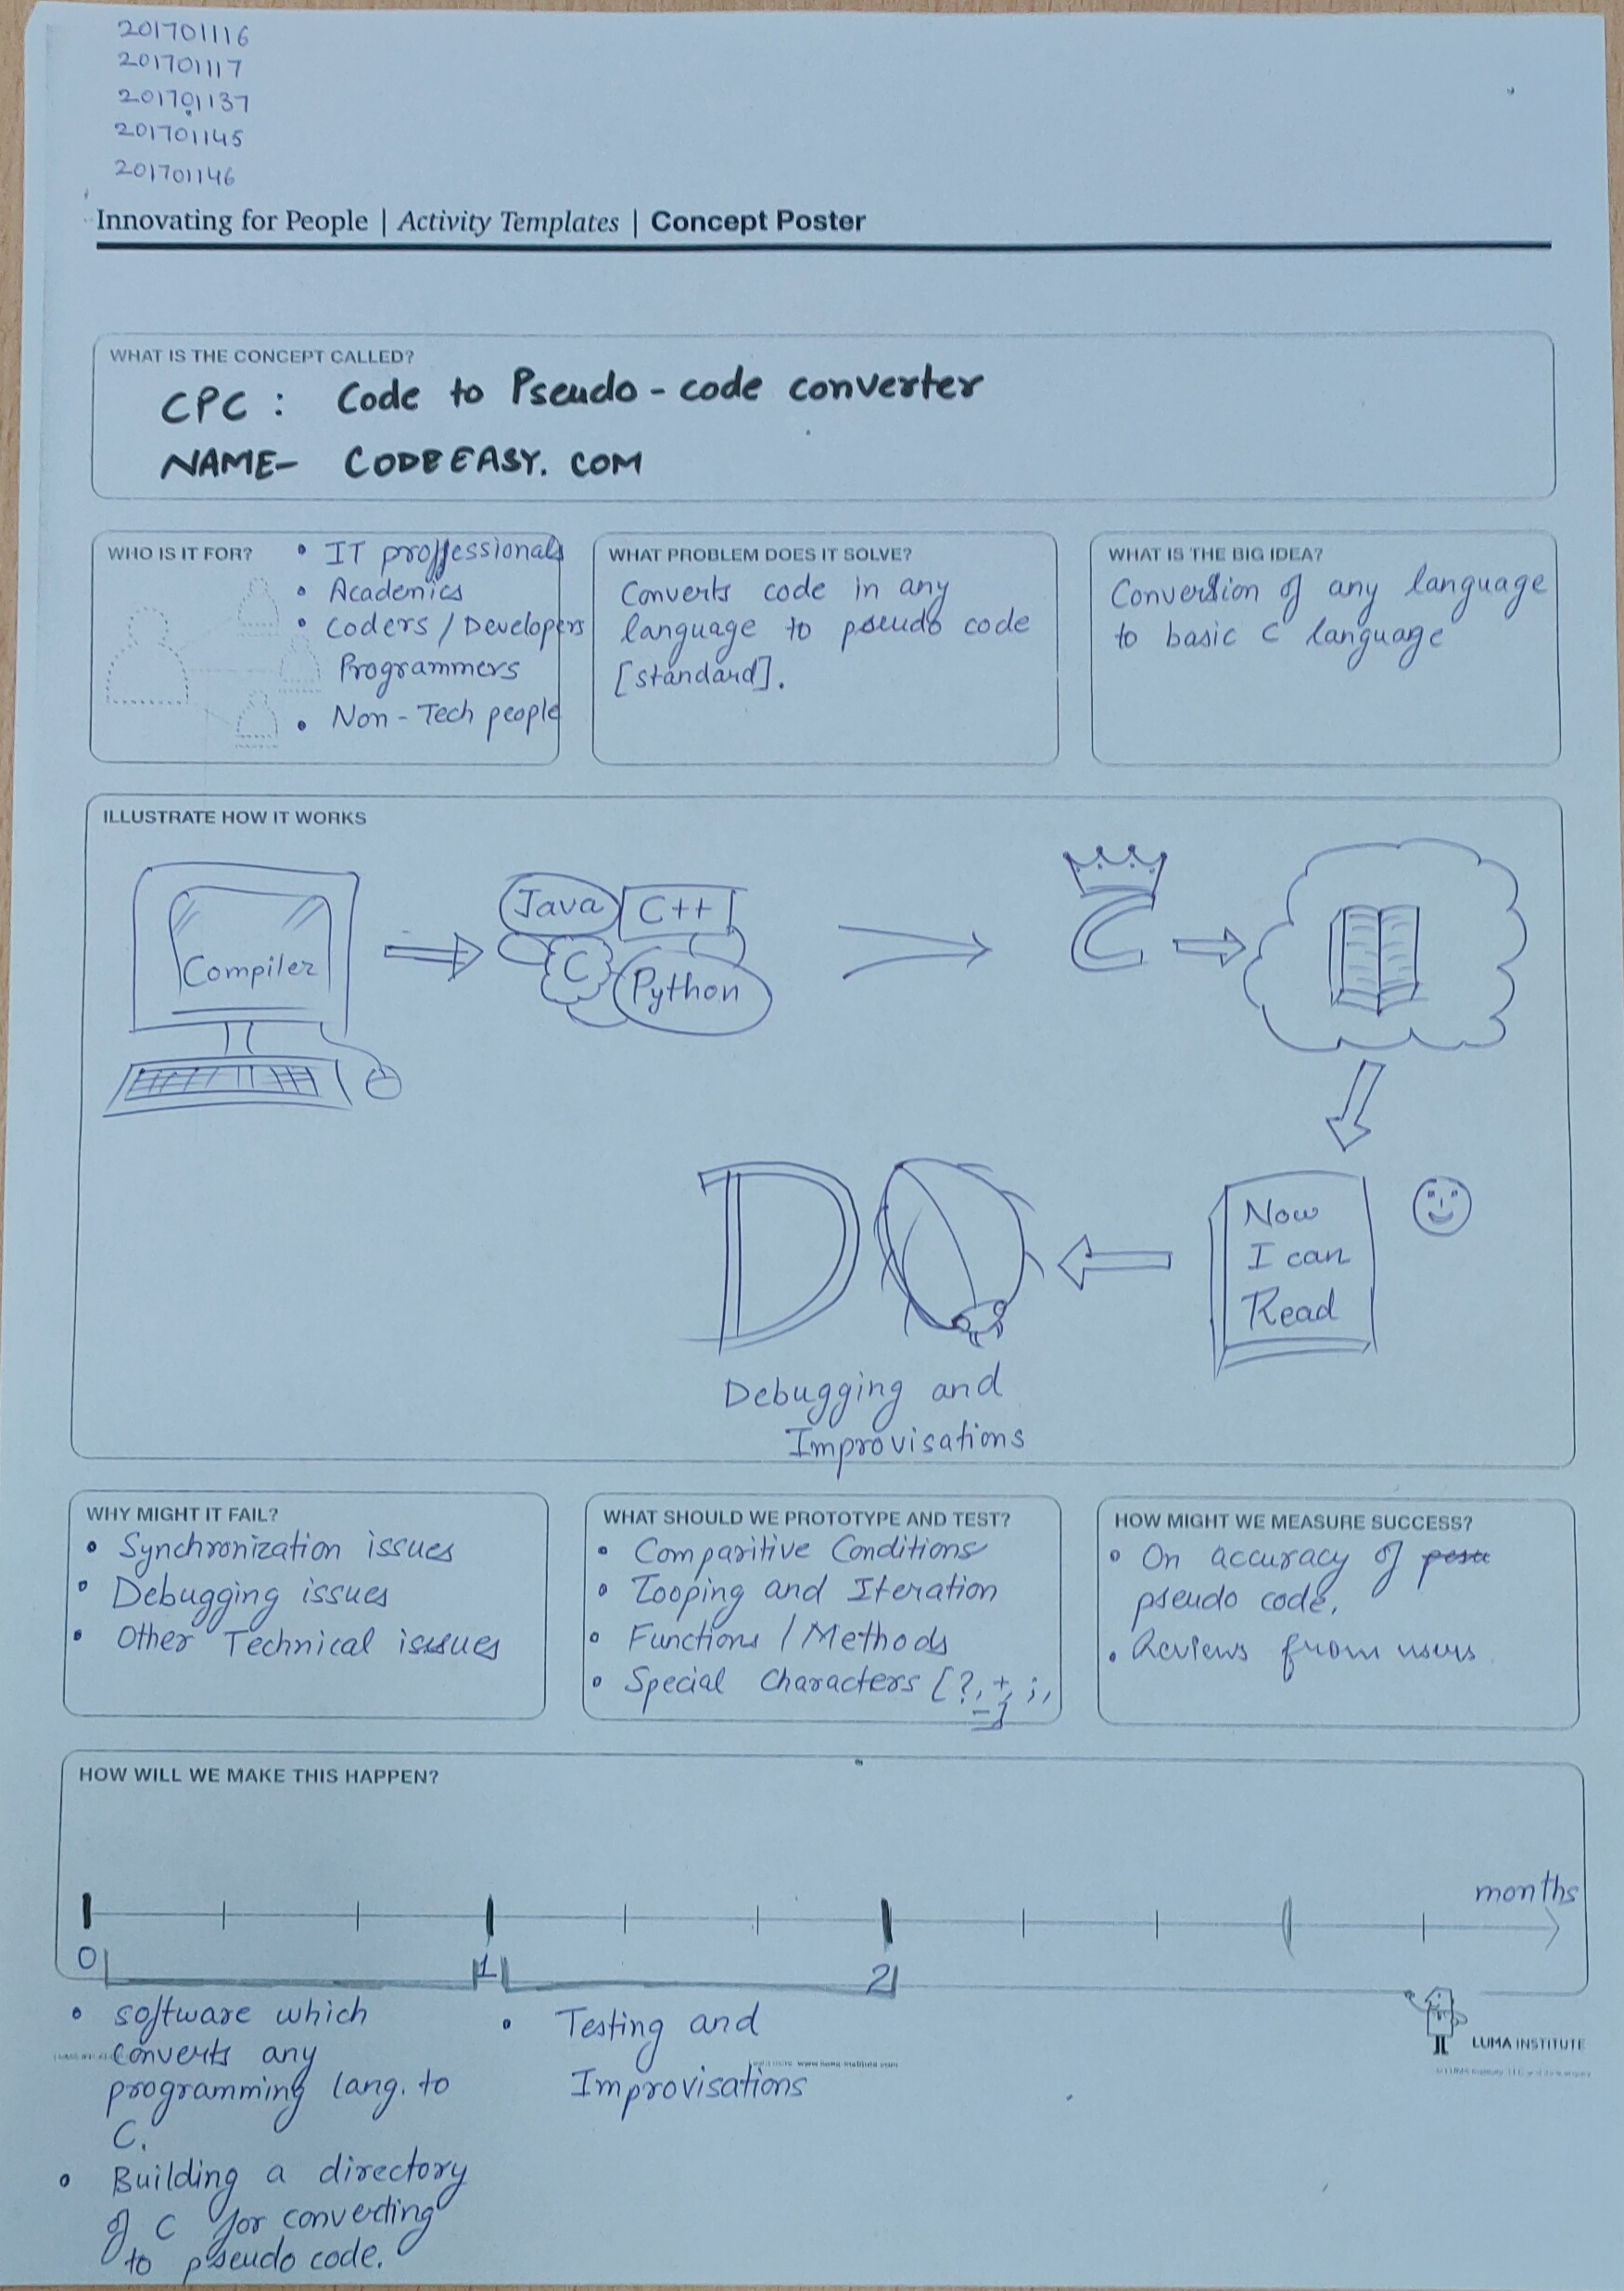 201701116
201701117
201701137
201701145
201701146
Innovating for People | Activity Templates | Concept Poster
WHAT IS THE CONCEPT CALLED?
CPC : Code to Pseudo-code converter
NAME- CODEEASY.COM
WHO IS IT FOR?
• IT proffessionals
• Academics
• Coders / Developers
Programmers
• Non-Tech people
WHAT PROBLEM DOES IT SOLVE?
Converts code in any
language to pseudo code
[standard].
WHAT IS THE BIG IDEA?
Conversion of any language
to basic C language
ILLUSTRATE HOW IT WORKS
Compiler
Java
C++
C
Python
C
Now
I can
Read
D
Debugging and
Improvisations
WHY MIGHT IT FAIL?
• Synchronization issues
• Debugging issues
• Other Technical issues
WHAT SHOULD WE PROTOTYPE AND TEST?
• Comparitive Conditions
• Looping and Iteration
• Functions / Methods
• Special Characters [?, +, ;,
_]
HOW MIGHT WE MEASURE SUCCESS?
• On accuracy of
pseudo code.
• Reviews from users
HOW WILL WE MAKE THIS HAPPEN?
months
0
1
2
• software which
converts any
programming lang. to
C.
• Building a directory
of C for converting
to pseudo code.
• Testing and
Improvisations
LUMA INSTITUTE